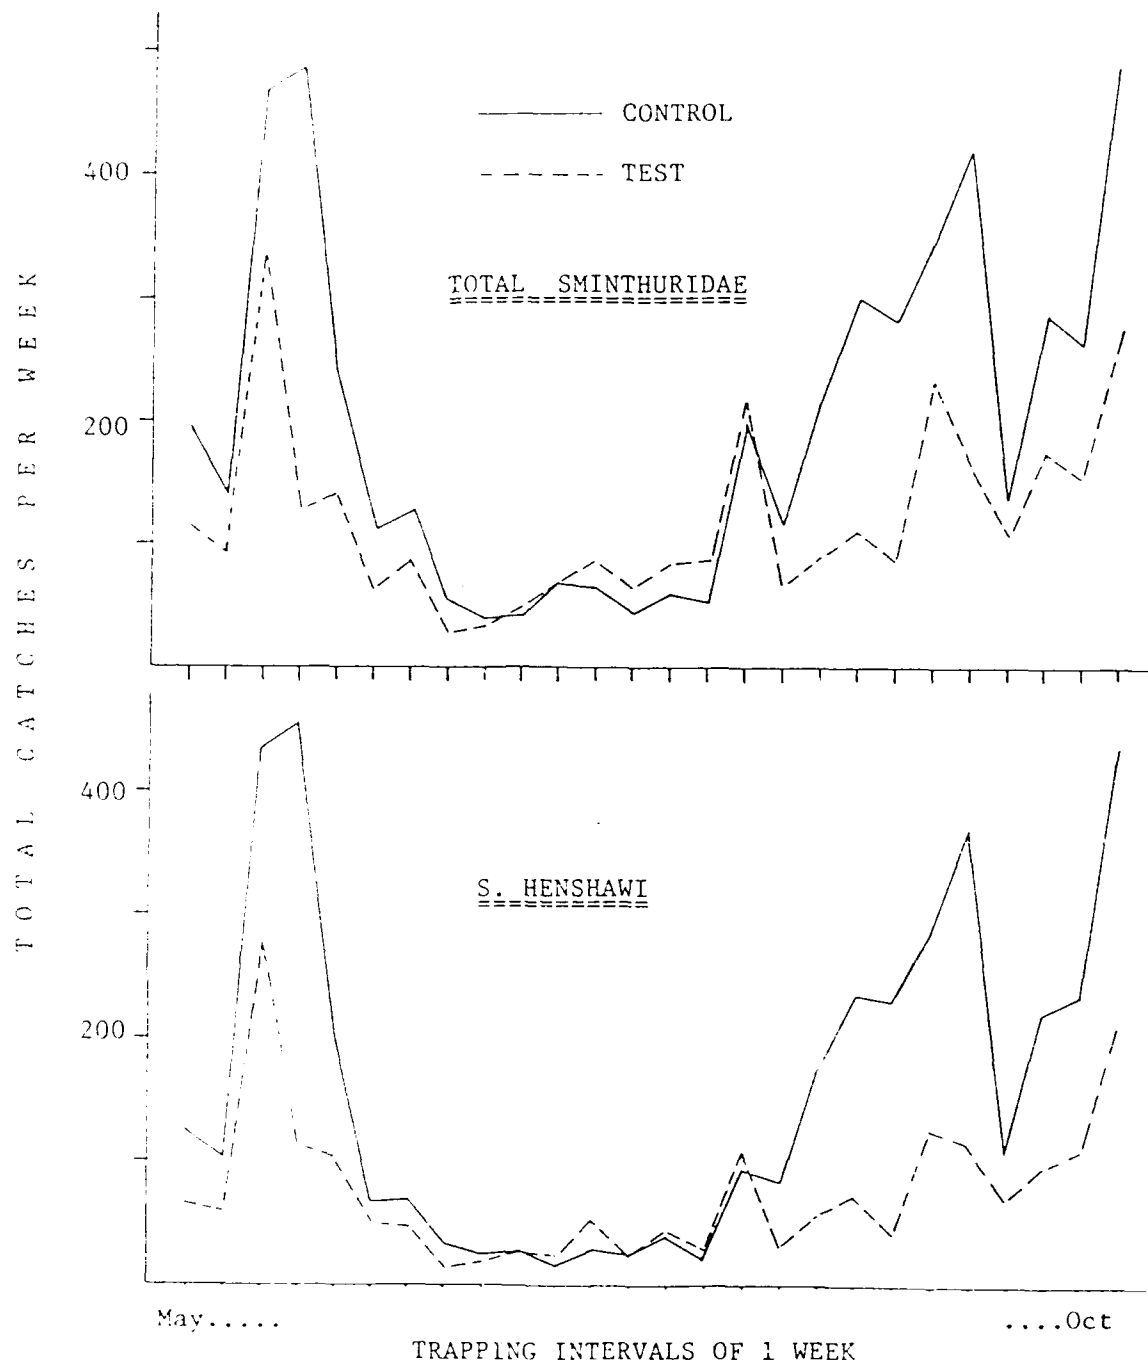 CONTROL
400
TEST
TOTAL SMINTHURIDAE
200
TOTAL CATCHES PER WEEK
400
S. HENSHAWI
200
May.....
....Oct
TRAPPING INTERVALS OF 1 WEEK